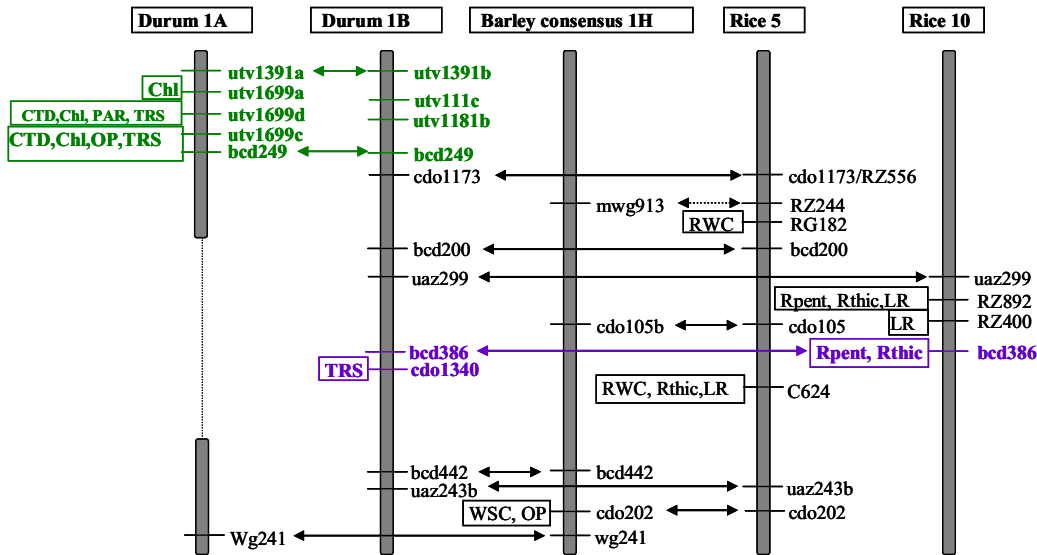 Durum 1A Durum 1B Barley consensus 1H Rice 5 Rice 10
utv1391a utv1391b
Chl utv1699a utv111c
CTD,Chl, PAR, TRS utv1699d utv1181b
CTD,Chl,OP,TRS utv1699c
bcd249 bcd249
cdo1173 cdo1173/RZ556
mwg913 RZ244
RWC RG182
bcd200 bcd200
uaz299 uaz299
Rpent, Rthic,LR RZ892
cdo105b cdo105 LR RZ400
bcd386 Rpent, Rthic bcd386
TRS cdo1340
RWC, Rthic,LR C624
bcd442 bcd442
uaz243b uaz243b
WSC, OP cdo202 cdo202
Wg241 wg241